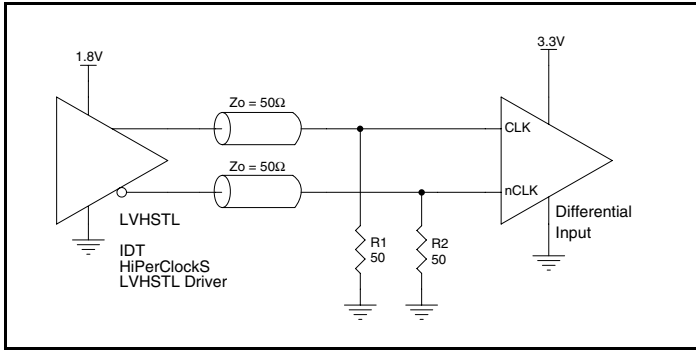 1.8V
3.3V
Zo = 50Ω
CLK
Zo = 50Ω
nCLK
LVHSTL
IDT
HiPerClockS
LVHSTL Driver
R1
50
R2
50
Differential
Input